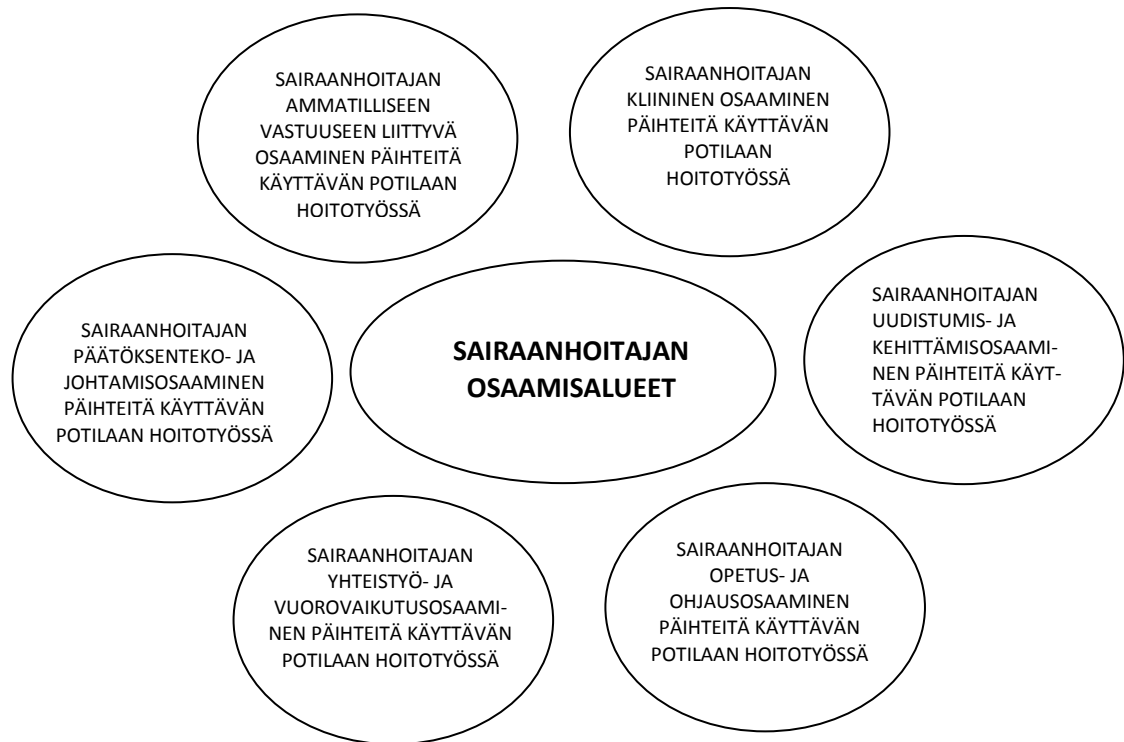 SAIRAANHOITAJAN
AMMATILLISEEN
VASTUUSEEN LIITTYVÄ
OSAAMINEN PÄIHTEITÄ
KÄYTTÄVÄN POTILAAN
HOITOTYÖSSÄ
SAIRAANHOITAJAN
KLIININEN OSAAMINEN
PÄIHTEITÄ KÄYTTÄVÄN
POTILAAN
HOITOTYÖSSÄ
SAIRAANHOITAJAN
PÄÄTÖKSENTEKO- JA
JOHTAMISOSAAMINEN
PÄIHTEITÄ KÄYTTÄVÄN
POTILAAN HOITOTYÖSSÄ
SAIRAANHOITAJAN
OSAAMISALUEET
SAIRAANHOITAJAN
UUDISTUMIS- JA
KEHITTÄMISOSAAMI-
NEN PÄIHTEITÄ KÄYT-
TÄVÄN POTILAAN
HOITOTYÖSSÄ
SAIRAANHOITAJAN
YHTEISTYÖ- JA
VUOROVAIKUTUSOSAAMI-
NEN PÄIHTEITÄ KÄYTTÄVÄN
POTILAAN HOITOTYÖSSÄ
SAIRAANHOITAJAN
OPETUS- JA
OHJAUSOSAAMINEN
PÄIHTEITÄ KÄYTTÄVÄN
POTILAAN HOITOTYÖSSÄ